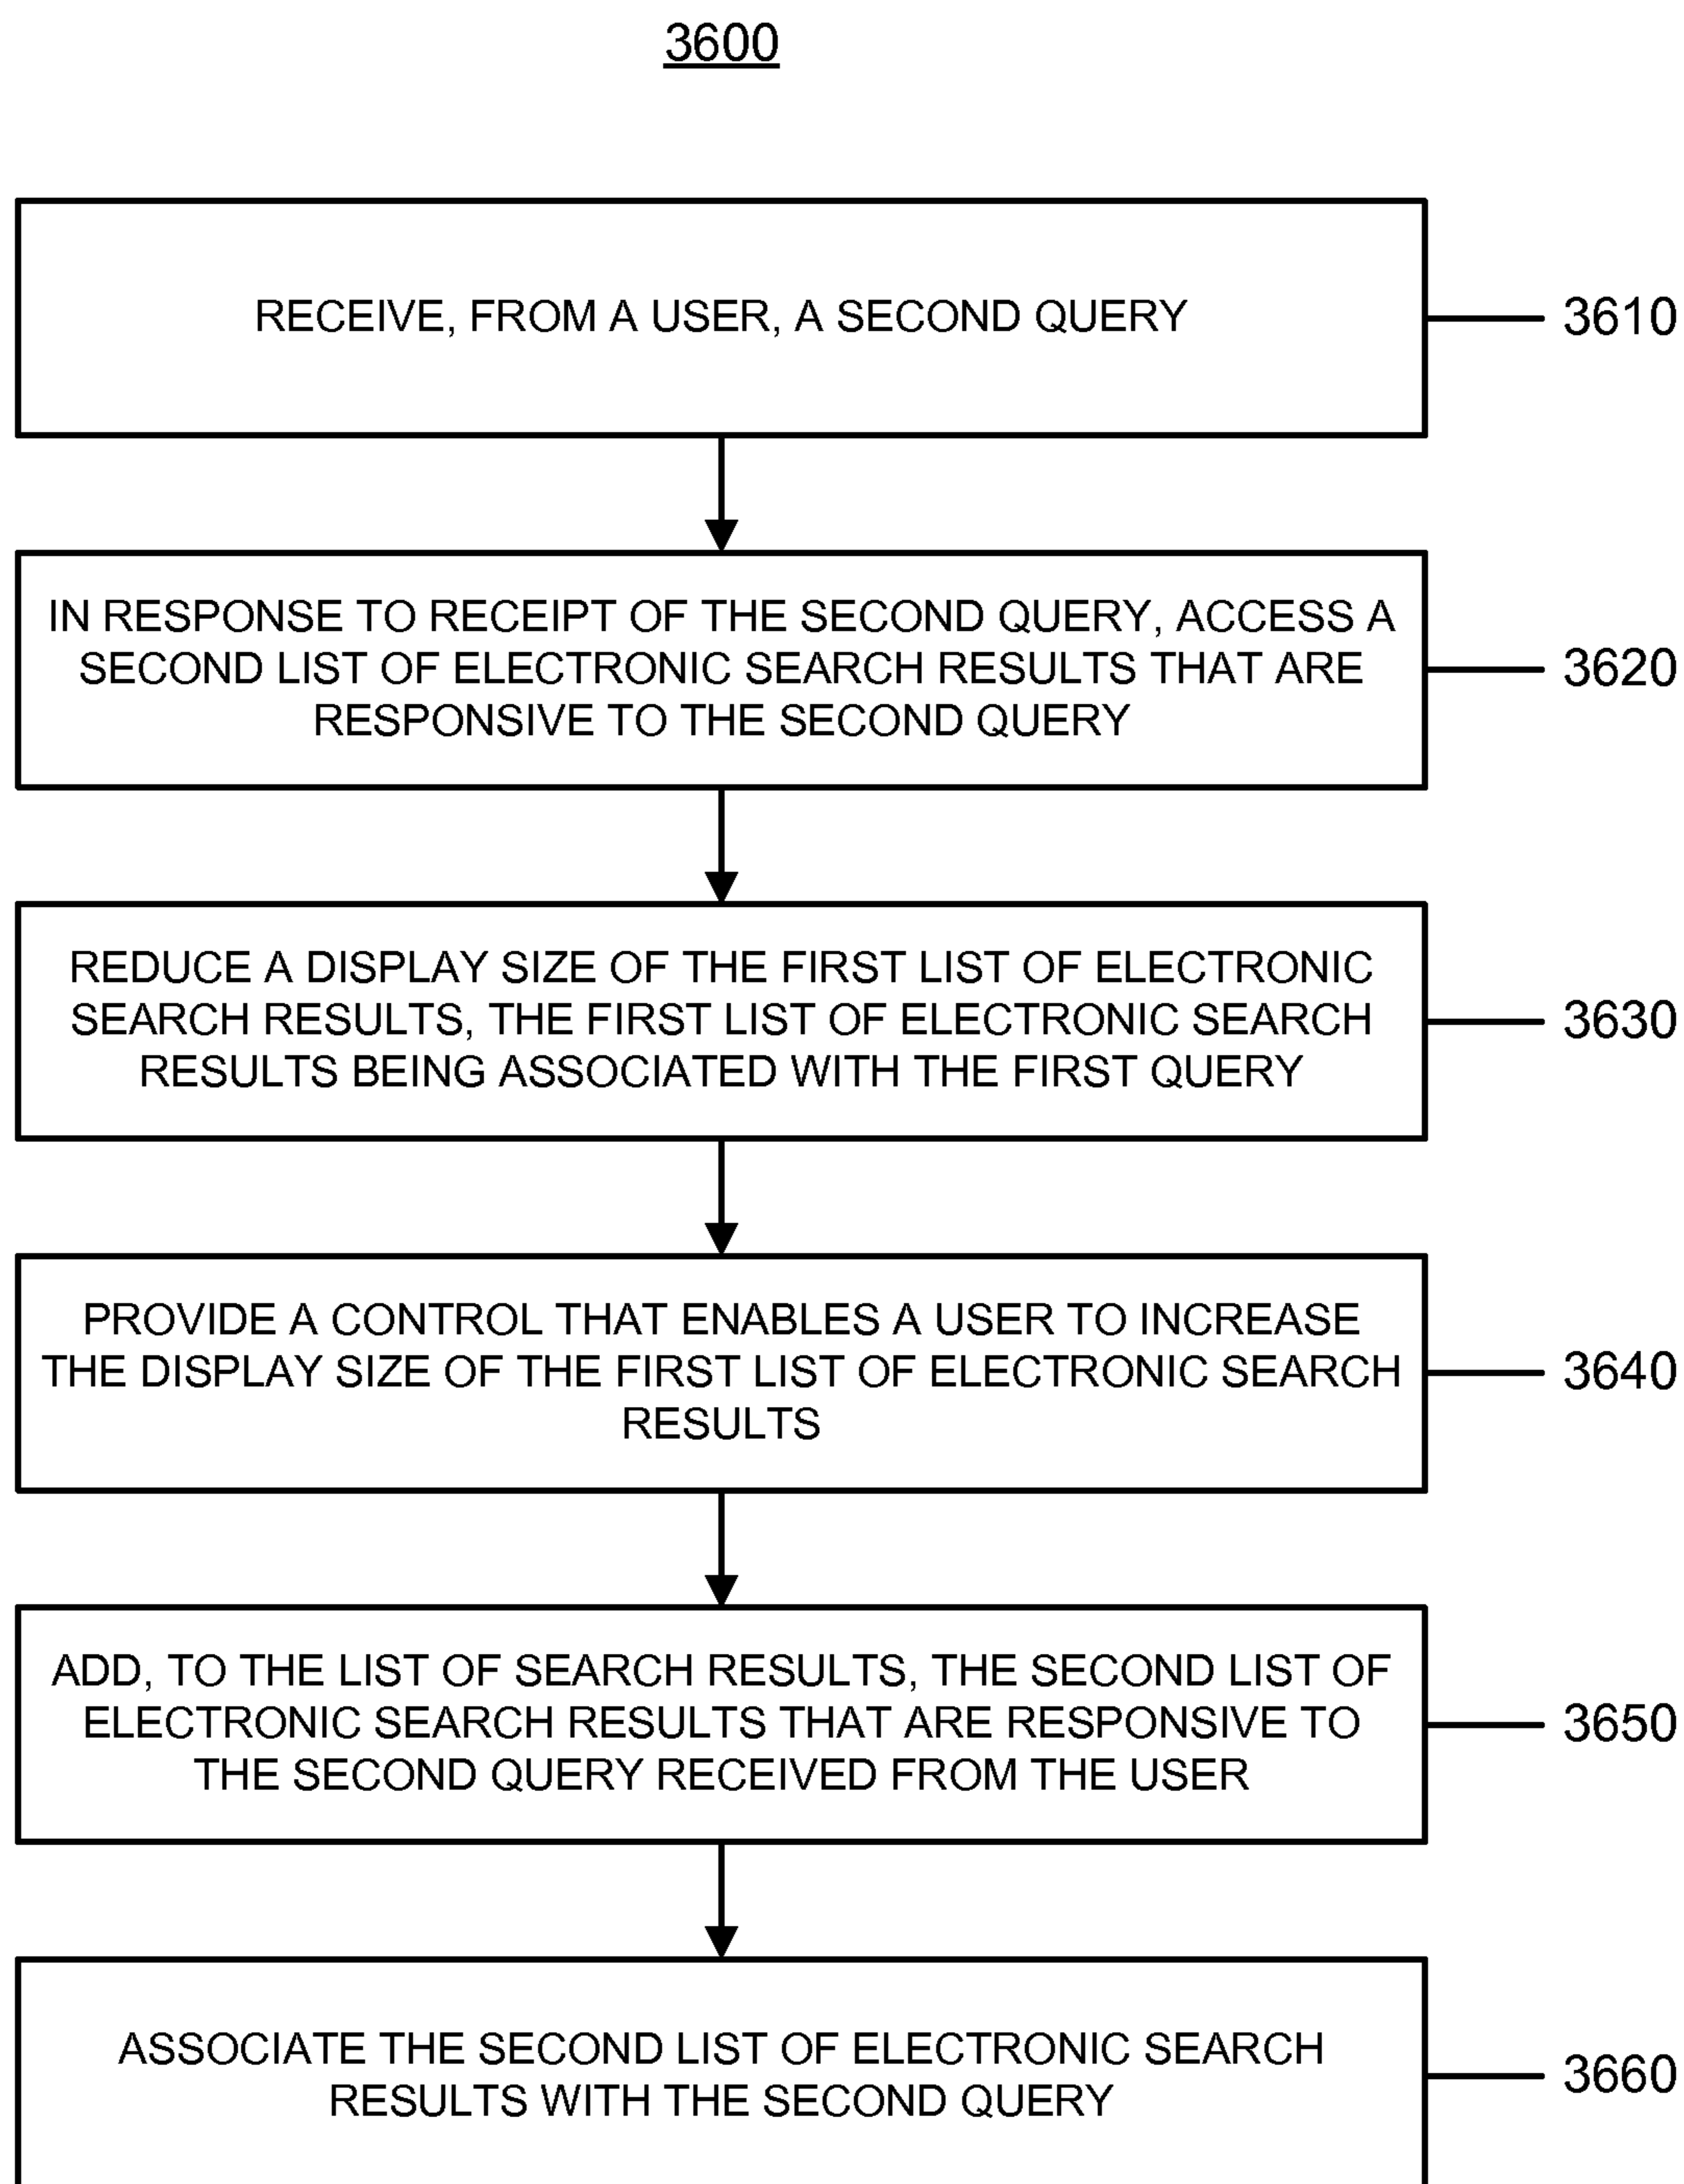 3600
RECEIVE, FROM A USER, A SECOND QUERY
3610
IN RESPONSE TO RECEIPT OF THE SECOND QUERY, ACCESS A
SECOND LIST OF ELECTRONIC SEARCH RESULTS THAT ARE
RESPONSIVE TO THE SECOND QUERY
3620
REDUCE A DISPLAY SIZE OF THE FIRST LIST OF ELECTRONIC
SEARCH RESULTS, THE FIRST LIST OF ELECTRONIC SEARCH
RESULTS BEING ASSOCIATED WITH THE FIRST QUERY
3630
PROVIDE A CONTROL THAT ENABLES A USER TO INCREASE
THE DISPLAY SIZE OF THE FIRST LIST OF ELECTRONIC SEARCH
RESULTS
3640
ADD, TO THE LIST OF SEARCH RESULTS, THE SECOND LIST OF
ELECTRONIC SEARCH RESULTS THAT ARE RESPONSIVE TO
THE SECOND QUERY RECEIVED FROM THE USER
3650
ASSOCIATE THE SECOND LIST OF ELECTRONIC SEARCH
RESULTS WITH THE SECOND QUERY
3660